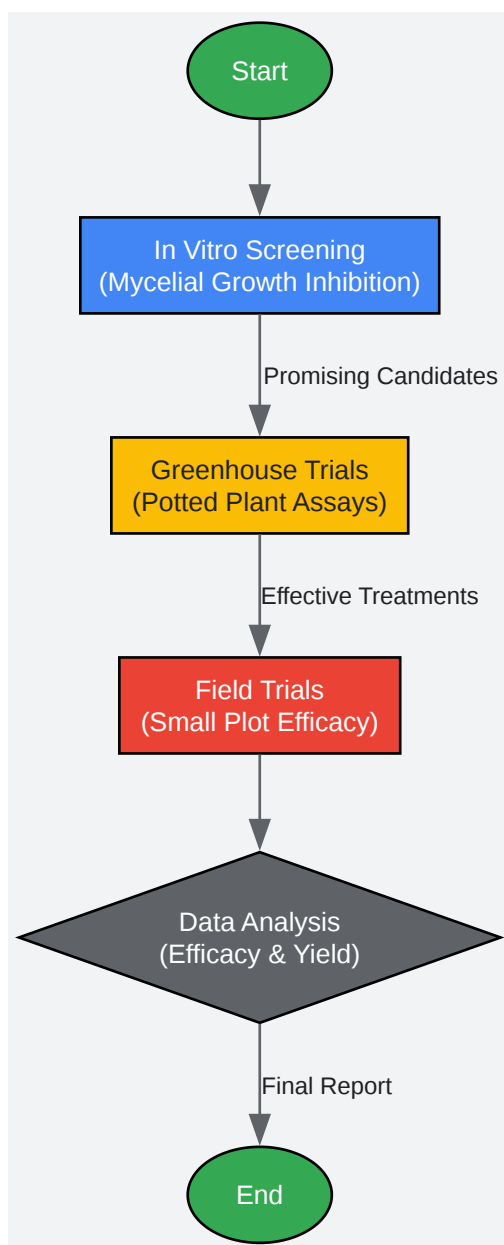 Start
In Vitro Screening
(Mycelial Growth Inhibition)
Promising Candidates
Greenhouse Trials
(Potted Plant Assays)
Effective Treatments
Field Trials
(Small Plot Efficacy)
Data Analysis
(Efficacy & Yield)
Final Report
End